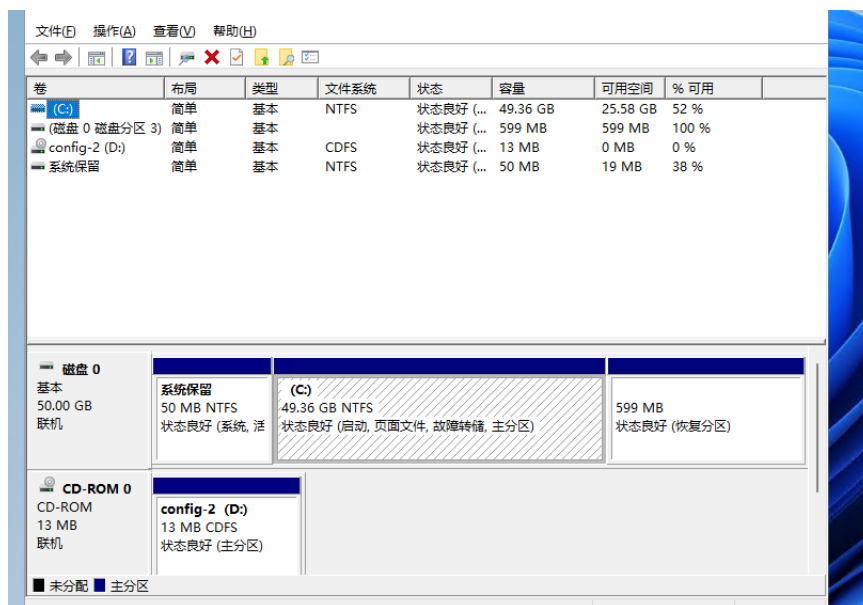 文件(F) 操作(A) 查看(V) 帮助(H)
卷 布局 类型 文件系统 状态 容量 可用空间 % 可用
(C:) 简单 基本 NTFS 状态良好 (... 49.36 GB 25.58 GB 52 %
(磁盘 0 磁盘分区 3) 简单 基本 状态良好 (... 599 MB 599 MB 100 %
config-2 (D:) 简单 基本 CDFS 状态良好 (... 13 MB 0 MB 0 %
系统保留 简单 基本 NTFS 状态良好 (... 50 MB 19 MB 38 %
磁盘 0
基本
50.00 GB
联机
系统保留
50 MB NTFS
状态良好 (系统, 活
(C:)
49.36 GB NTFS
状态良好 (启动, 页面文件, 故障转储, 主分区)
599 MB
状态良好 (恢复分区)
CD-ROM 0
CD-ROM
13 MB
联机
config-2 (D:)
13 MB CDFS
状态良好 (主分区)
未分配 主分区